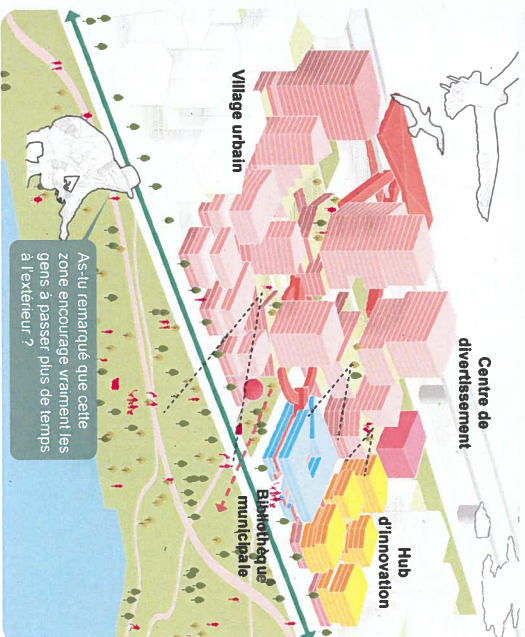 Village urbain
Centre de
divertissement
Hub
d'innovation
Bibliothèque
municipale
As-tu remarqué que cette
zone encourage vraiment les
gens à passer plus de temps
à l'extérieur ?